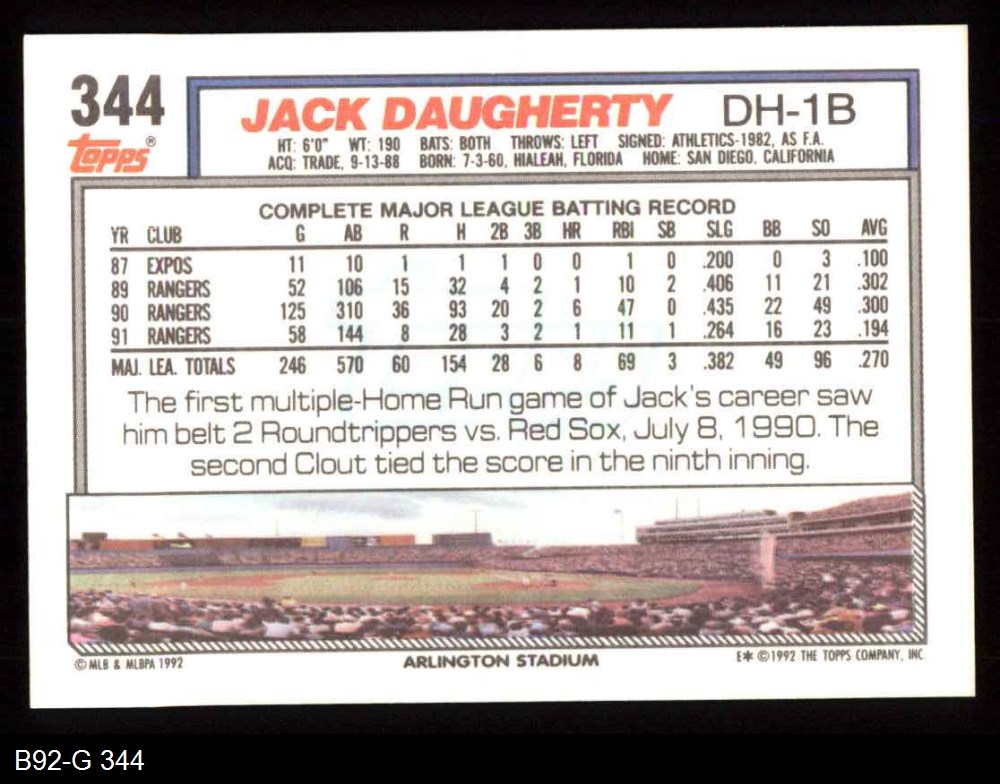 344
Topps®
JACK DAUGHERTY DH-1B
HT: 6'0" WT: 190 BATS: BOTH THROWS: LEFT SIGNED: ATHLETICS-1982, AS F.A.
ACQ: TRADE, 9-13-88 BORN: 7-3-60, HIALEAH, FLORIDA HOME: SAN DIEGO, CALIFORNIA
COMPLETE MAJOR LEAGUE BATTING RECORD
YR CLUB G AB R H 2B 3B HR RBI SB SLG BB SO AVG
87 EXPOS 11 10 1 1 1 0 0 1 0 .200 0 3 .100
89 RANGERS 52 106 15 32 4 2 1 10 2 .406 11 21 .302
90 RANGERS 125 310 36 93 20 2 6 47 0 .435 22 49 .300
91 RANGERS 58 144 8 28 3 2 1 11 1 .264 16 23 .194
MAJ. LEA. TOTALS 246 570 60 154 28 6 8 69 3 .382 49 96 .270
The first multiple-Home Run game of Jack's career saw
him belt 2 Roundtrippers vs. Red Sox, July 8, 1990. The
second Clout tied the score in the ninth inning.
© MLB & MLBPA 1992 ARLINGTON STADIUM E* © 1992 THE TOPPS COMPANY, INC.
B92-G 344